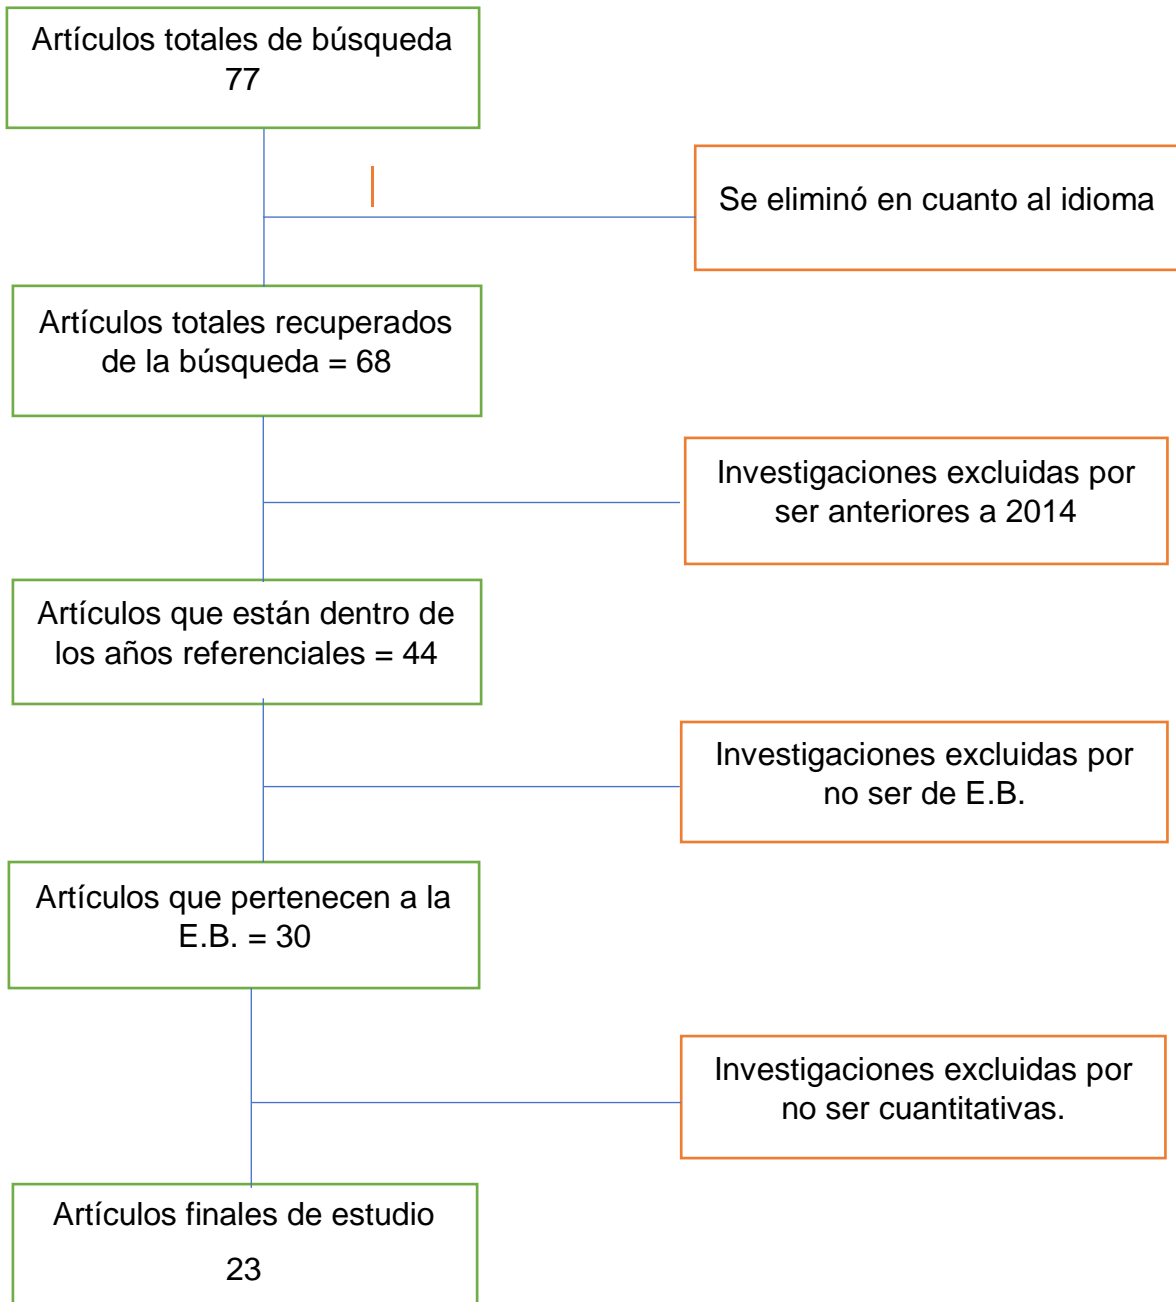 Artículos totales de búsqueda
77
Se eliminó en cuanto al idioma
Artículos totales recuperados
de la búsqueda = 68
Investigaciones excluidas por
ser anteriores a 2014
Artículos que están dentro de
los años referenciales = 44
Investigaciones excluidas por
no ser de E.B.
Artículos que pertenecen a la
E.B. = 30
Investigaciones excluidas por
no ser cuantitativas.
Artículos finales de estudio
23